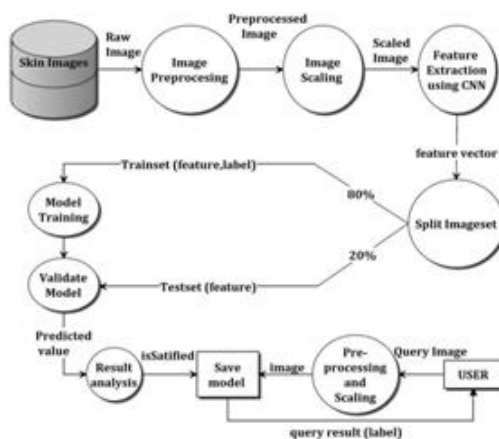 Skin Images
Raw
Image
Image
Preprocesing
Preprocessed
Image
Image
Scaling
Scaled
Image
Feature
Extraction
using CNN
feature vector
Split Imageset
80%
20%
Trainset (feature,label)
Testset (feature)
Model
Training
Validate
Model
Predicted
value
Result
analysis
isSatified
Save
model
image
Pre-
processing
and
Scaling
Query Image
USER
query result (label)